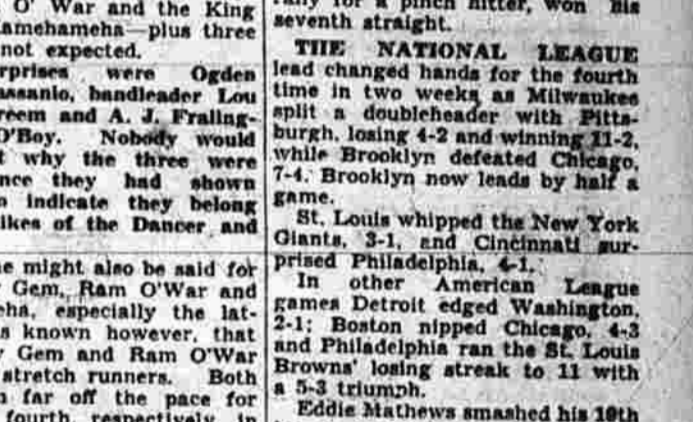 O' War and the King
amehameha—plus three
not expected.
rprises were Ogden
assanio, bandleader Lou
reem and A. J. Fraling-
O'Boy. Nobody would
t why the three were
nce they had shown
n indicate they belong
ikes of the Dancer and
e might also be said for
Gem, Ram O'War and
eha, especially the lat-
s known however, that
y Gem and Ram O'War
stretch runners. Both
n far off the pace for
fourth, respectively, in
rally for a pinch hitter, won his
seventh straight.
THE NATIONAL LEAGUE
lead changed hands for the fourth
time in two weeks as Milwaukee
split a doubleheader with Pitts-
burgh, losing 4-2 and winning 11-2,
while Brooklyn defeated Chicago,
7-4. Brooklyn now leads by half a
game.
St. Louis whipped the New York
Giants, 3-1, and Cincinnati sur-
prised Philadelphia, 4-1.
In other American League
games Detroit edged Washington,
2-1; Boston nipped Chicago, 4-3
and Philadelphia ran the St. Louis
Browns' losing streak to 11 with
a 5-3 triumph.
Eddie Mathews smashed his 19th